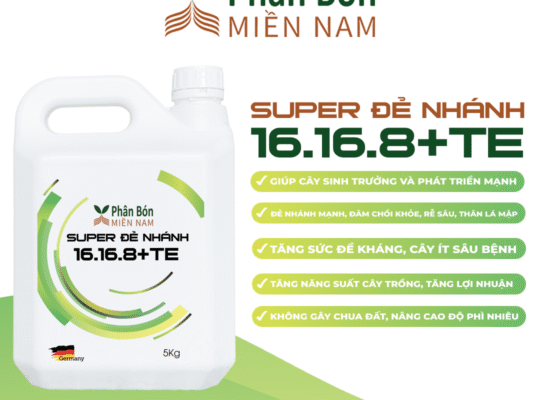 Phân Bón
MIỀN NAM
SUPER ĐẺ NHÁNH
16.16.8+TE
GIÚP CÂY SINH TRƯỞNG VÀ PHÁT TRIỂN MẠNH
ĐẺ NHÁNH MẠNH, ĐÂM CHỒI KHỎE, RỄ SÂU, THÂN LÁ MẬP
TĂNG SỨC ĐỀ KHÁNG, CÂY ÍT SÂU BỆNH
TĂNG NĂNG SUẤT CÂY TRỒNG, TĂNG LỢI NHUẬN
KHÔNG GÂY CHUA ĐẤT, NÂNG CAO ĐỘ PHÌ NHIÊU
Phân Bón
MIỀN NAM
SUPER ĐẺ NHÁNH
16.16.8+TE
Germany
5Kg